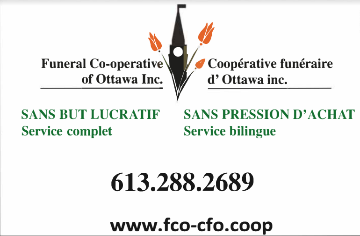 Funeral Co-operative
of Ottawa Inc.
Coopérative funéraire
d' Ottawa inc.
SANS BUT LUCRATIF
Service complet
SANS PRESSION D'ACHAT
Service bilingue
613.288.2689
www.fco-cfo.coop